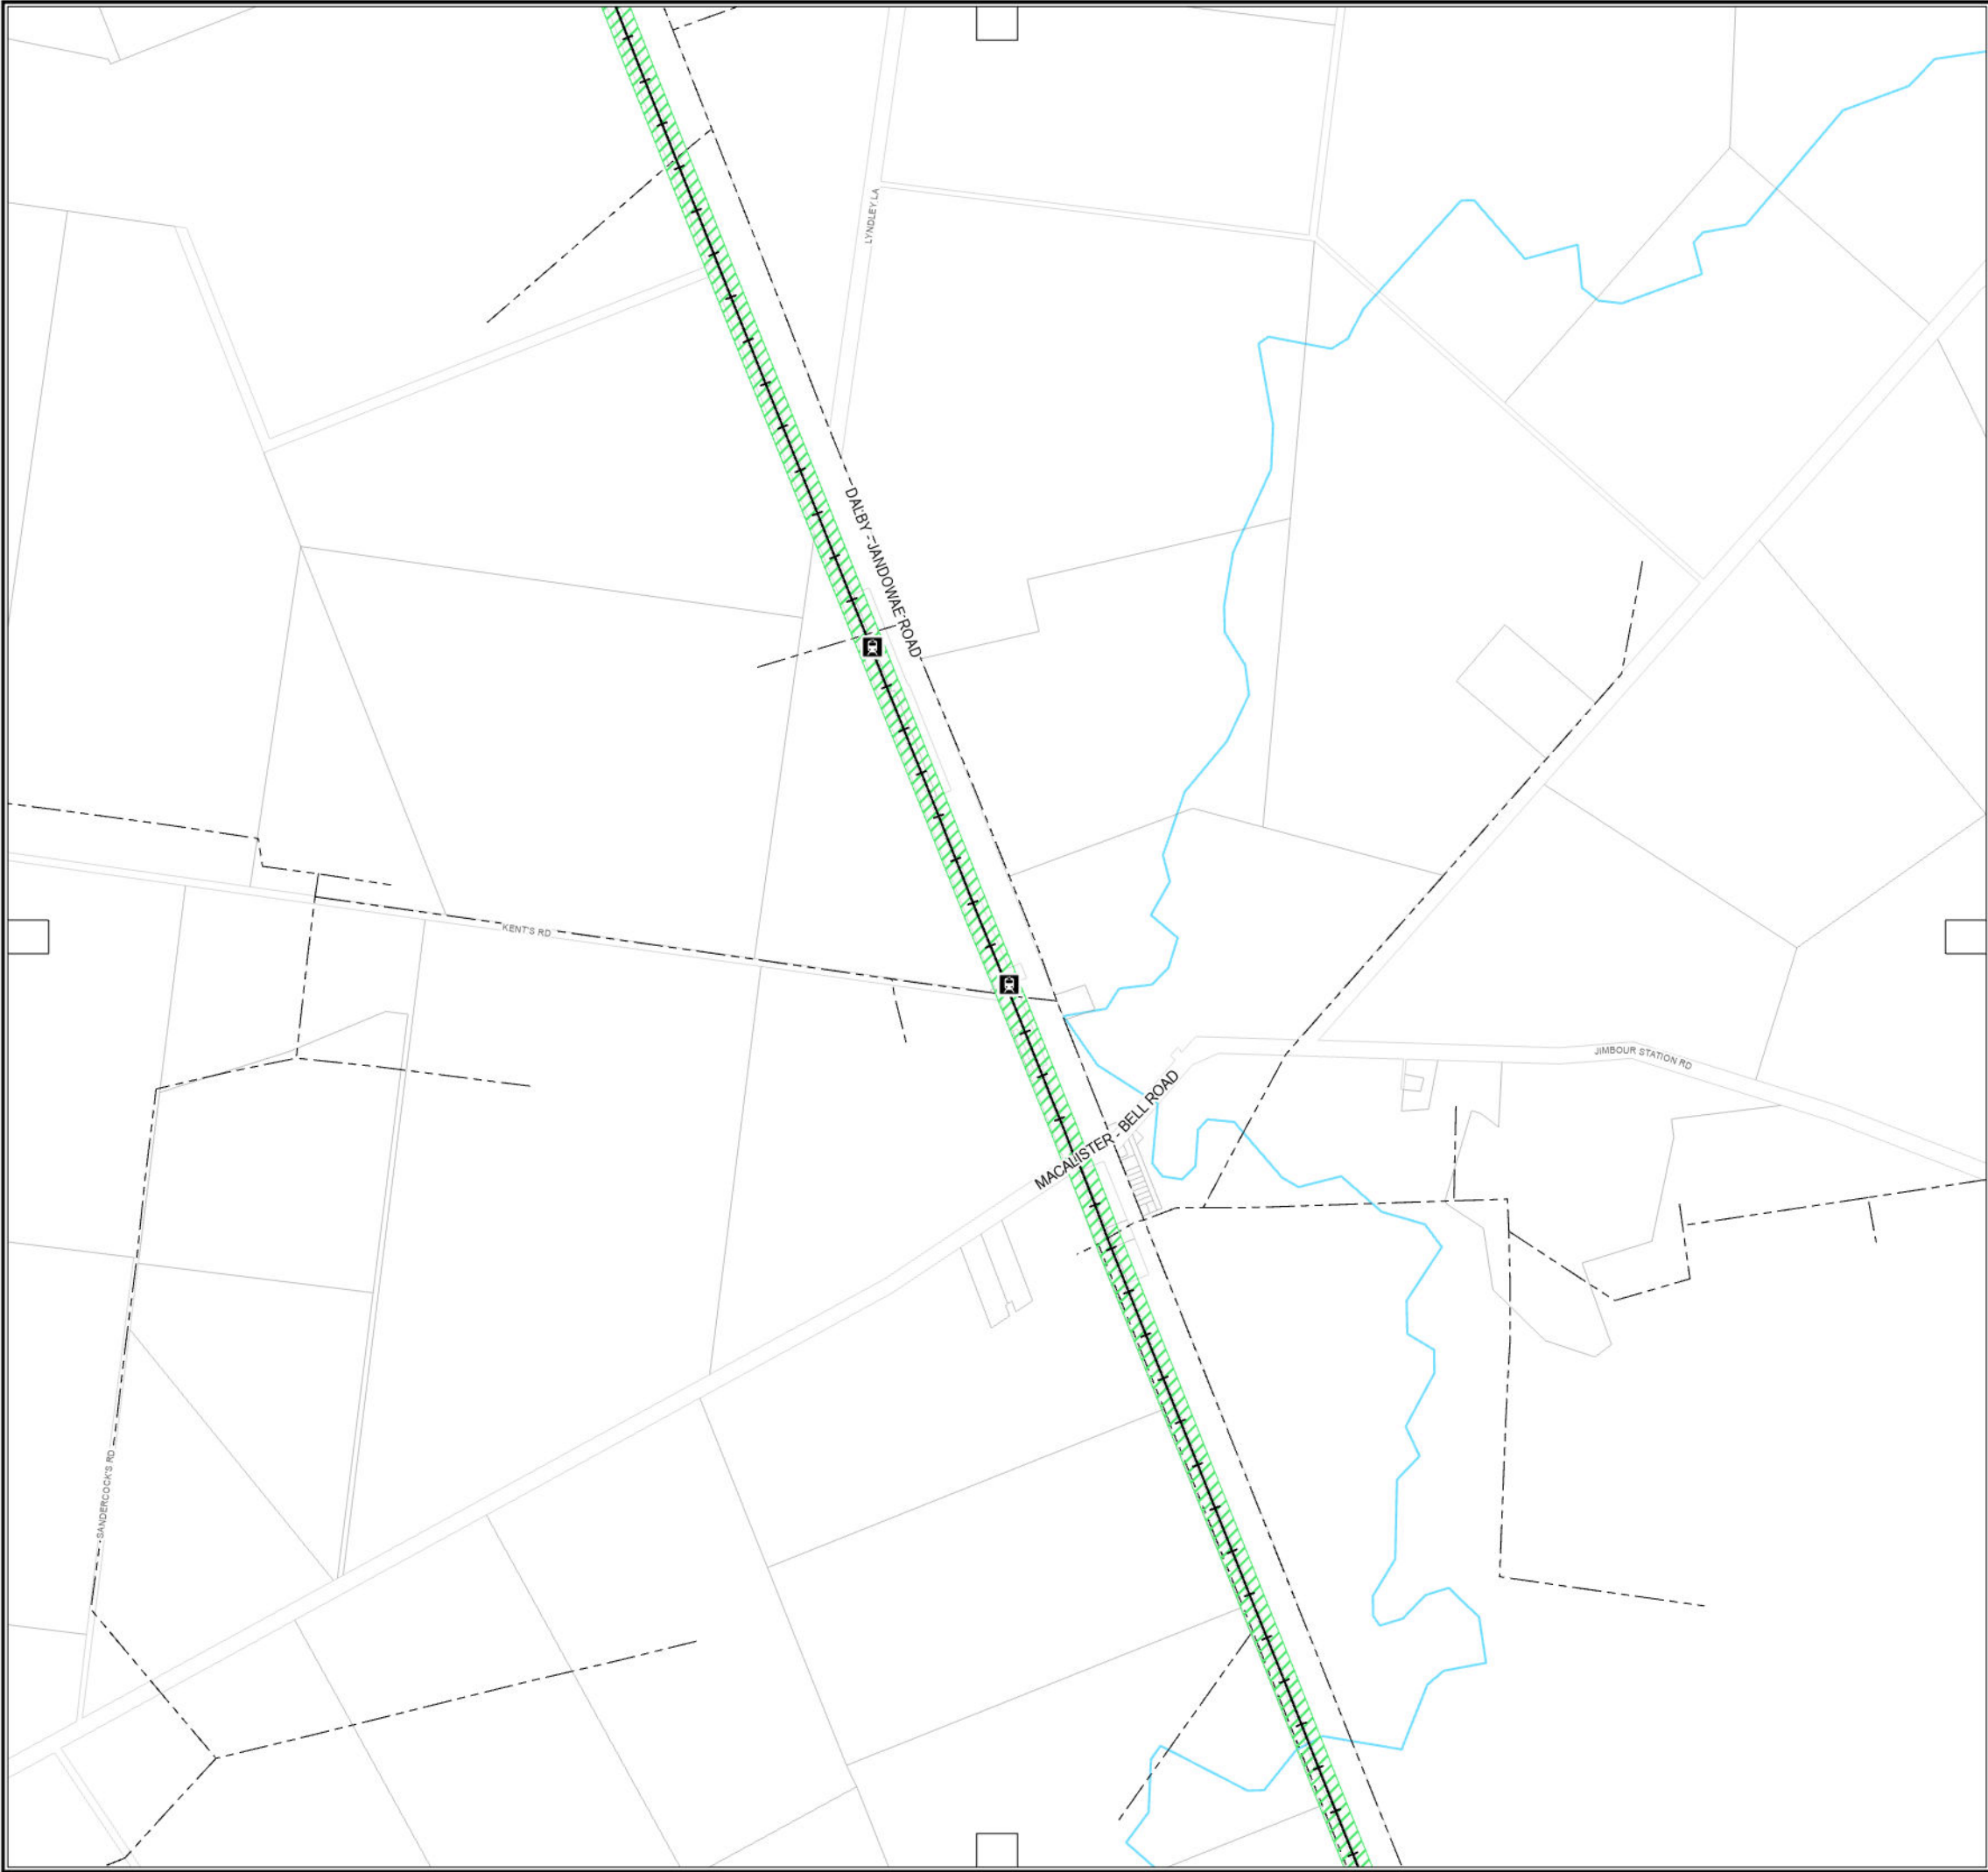 LYNDLEY LA
DALBY - JANDOWAE ROAD
KENT'S RD
JIMBOUR STATION RD
MACALISTER - BELL ROAD
SANDERCOCK'S RD